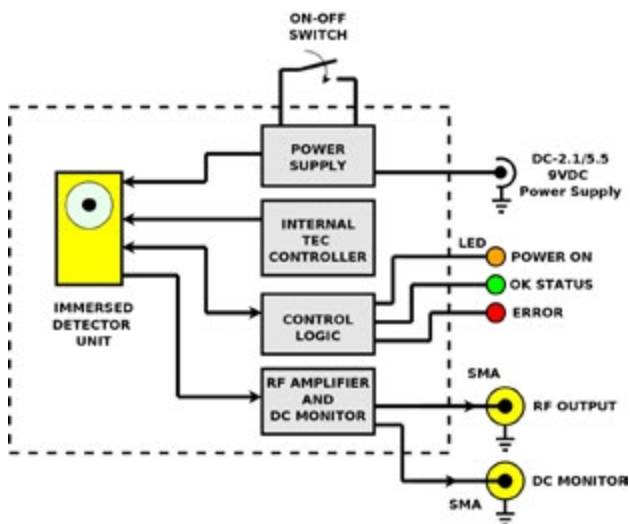 ON-OFF
SWITCH
POWER
SUPPLY
DC-2.1/5.5
9VDC
Power Supply
INTERNAL
TEC
CONTROLLER
LED
POWER ON
OK STATUS
ERROR
IMMERSED
DETECTOR
UNIT
CONTROL
LOGIC
RF AMPLIFIER
AND
DC MONITOR
SMA
RF OUTPUT
DC MONITOR
SMA